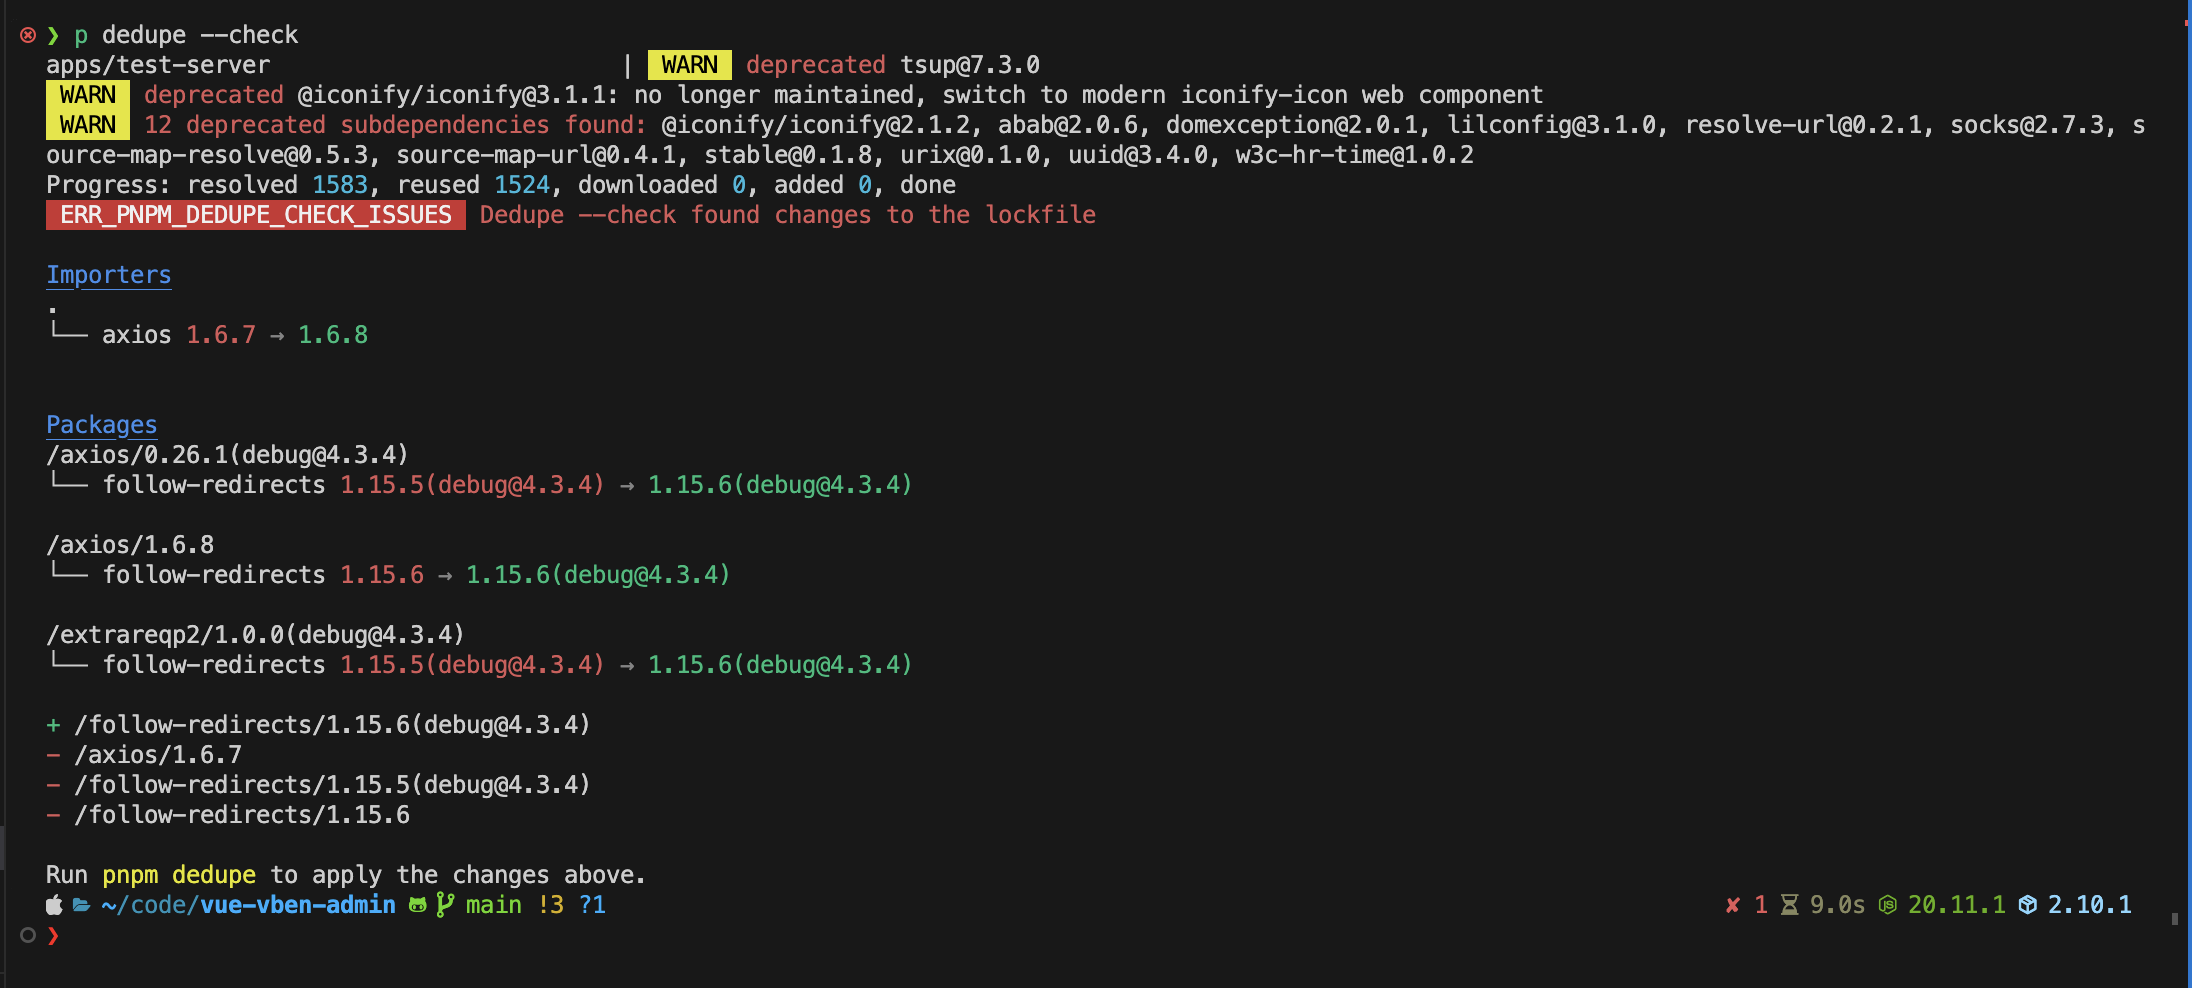 ❯ p dedupe --check
apps/test-server | WARN deprecated tsup@7.3.0
WARN deprecated @iconify/iconify@3.1.1: no longer maintained, switch to modern iconify-icon web component
WARN 12 deprecated subdependencies found: @iconify/iconify@2.1.2, abab@2.0.6, domexception@2.0.1, lilconfig@3.1.0, resolve-url@0.2.1, socks@2.7.3, s
ource-map-resolve@0.5.3, source-map-url@0.4.1, stable@0.1.8, urix@0.1.0, uuid@3.4.0, w3c-hr-time@1.0.2
Progress: resolved 1583, reused 1524, downloaded 0, added 0, done
ERR_PNPM_DEDUPE_CHECK_ISSUES Dedupe --check found changes to the lockfile
Importers
.
└── axios 1.6.7 → 1.6.8
Packages
/axios/0.26.1(debug@4.3.4)
└── follow-redirects 1.15.5(debug@4.3.4) → 1.15.6(debug@4.3.4)
/axios/1.6.8
└── follow-redirects 1.15.6 → 1.15.6(debug@4.3.4)
/extrareqp2/1.0.0(debug@4.3.4)
└── follow-redirects 1.15.5(debug@4.3.4) → 1.15.6(debug@4.3.4)
+ /follow-redirects/1.15.6(debug@4.3.4)
- /axios/1.6.7
- /follow-redirects/1.15.5(debug@4.3.4)
- /follow-redirects/1.15.6
Run pnpm dedupe to apply the changes above.
~/code/vue-vben-admin main !3 ?1 ✘ 1 9.0s 20.11.1 2.10.1
❯